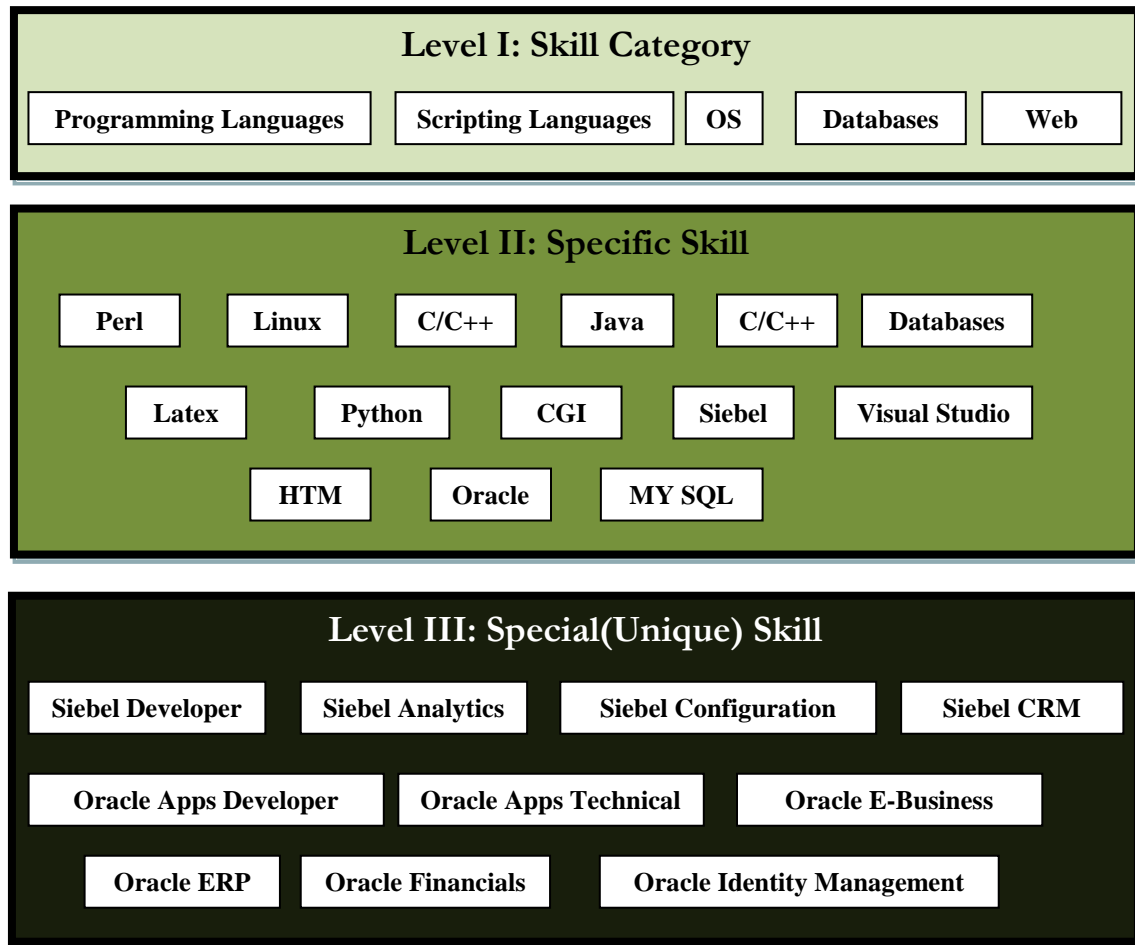 Level I: Skill Category
Programming Languages Scripting Languages OS Databases Web
Level II: Specific Skill
Perl Linux C/C++ Java C/C++ Databases
Latex Python CGI Siebel Visual Studio
HTM Oracle MY SQL
Level III: Special(Unique) Skill
Siebel Developer Siebel Analytics Siebel Configuration Siebel CRM
Oracle Apps Developer Oracle Apps Technical Oracle E-Business
Oracle ERP Oracle Financials Oracle Identity Management